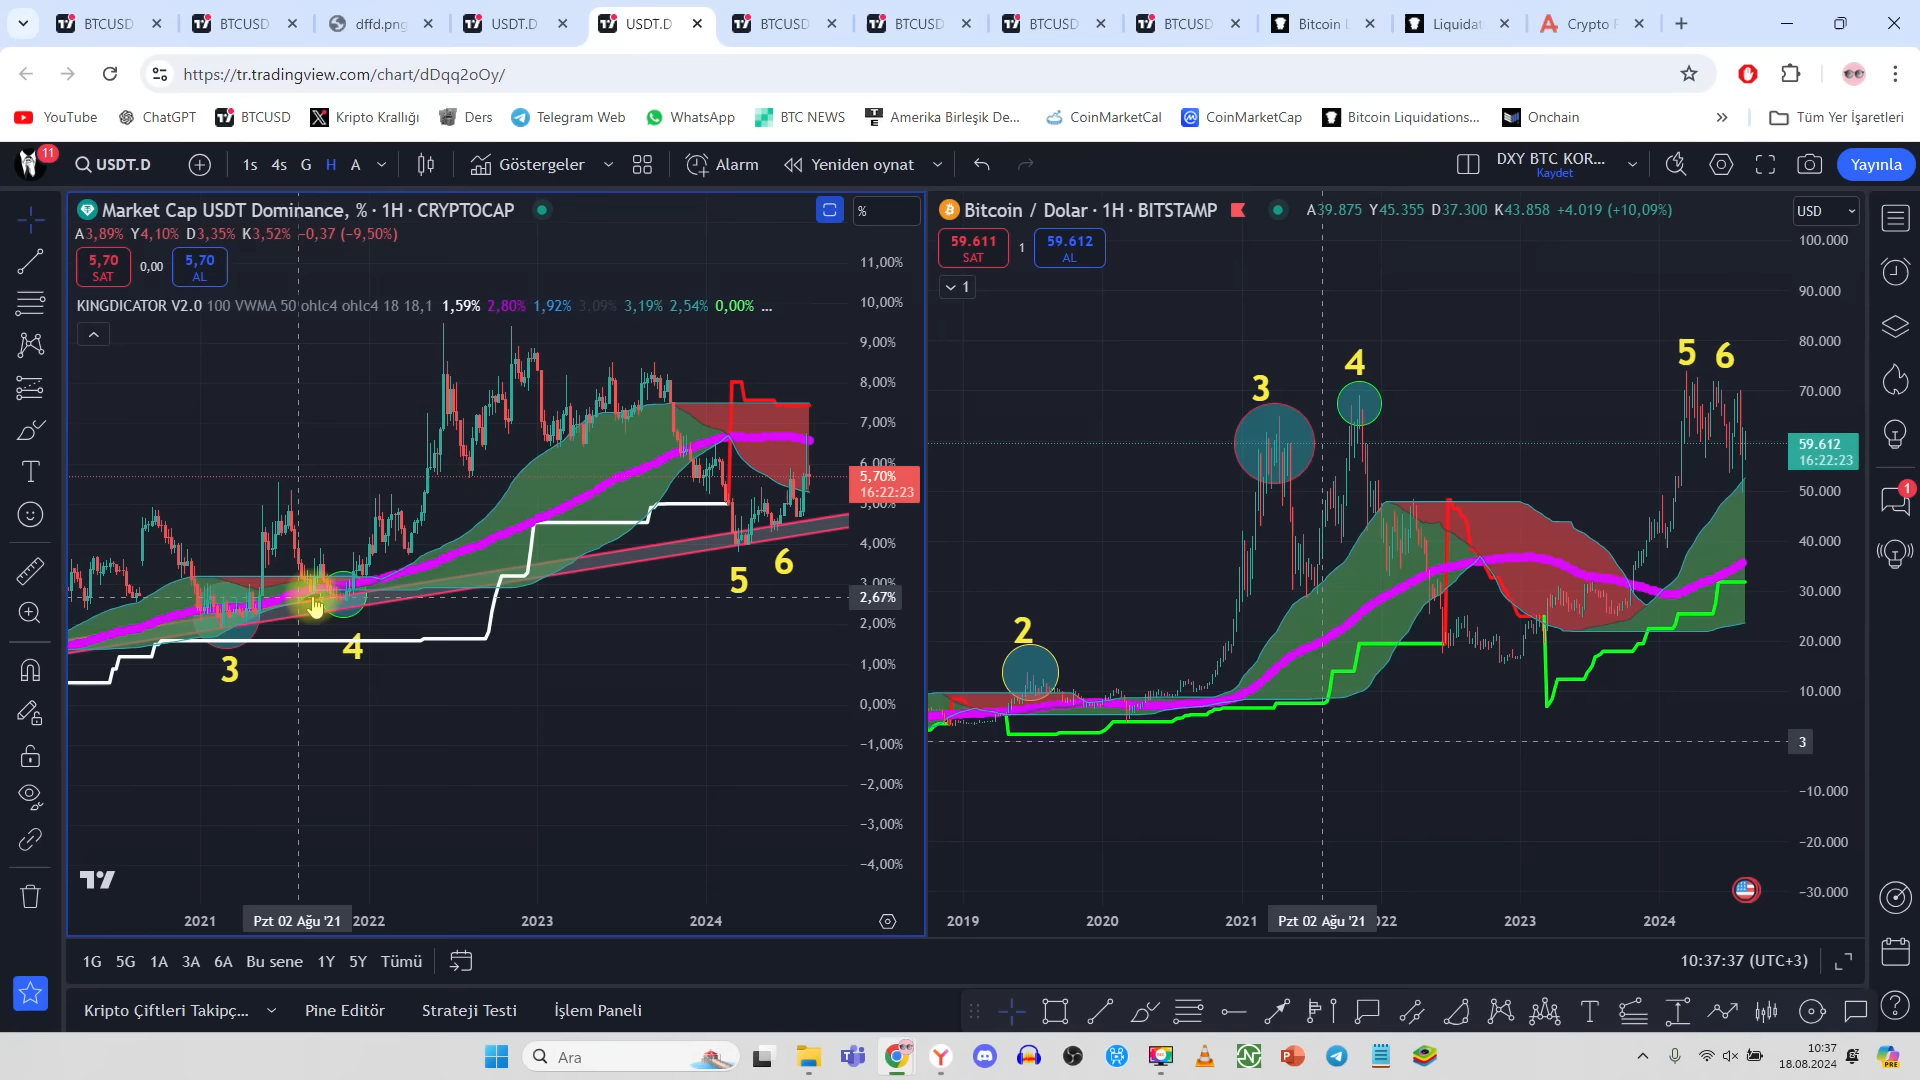 BTCUSD
BTCUSD
dffd.png
USDT.D
USDT.D
BTCUSD
BTCUSD
BTCUSD
BTCUSD
Bitcoin L
Liquidat
Crypto F
https://tr.tradingview.com/chart/dDqq2oOy/
YouTube
ChatGPT
BTCUSD
Kripto Krallığı
Ders
Telegram Web
WhatsApp
BTC NEWS
Amerika Birleşik De...
CoinMarketCal
CoinMarketCap
Bitcoin Liquidations...
Onchain
Tüm Yer İşaretleri
11
USDT.D
1s 4s G H A
Göstergeler
Alarm
Yeniden oynat
DXY BTC KOR...
Kaydet
Yayınla
Market Cap USDT Dominance, % · 1H · CRYPTOCAP
%
A3,89% Y4,10% D3,35% K3,52% −0,37 (−9,50%)
5,70
SAT
0,00
5,70
AL
KINGDICATOR V2.0 100 VWMA 50 ohlc4 ohlc4 18 18,1 1,59% 2,80% 1,92% 3,09% 3,19% 2,54% 0,00% ...
11,00%
10,00%
9,00%
8,00%
7,00%
6,00%
5,70%
16:22:23
5,00%
4,00%
3,00%
2,67%
2,00%
1,00%
0,00%
−1,00%
−2,00%
−3,00%
−4,00%
3
4
5
6
2021
Pzt 02 Ağu '21
2022
2023
2024
Bitcoin / Dolar · 1H · BITSTAMP
A39.875 Y45.355 D37.300 K43.858 +4.019 (+10,09%)
USD
59.611
SAT
1
59.612
AL
1
100.000
90.000
80.000
70.000
59.612
16:22:23
50.000
40.000
30.000
20.000
10.000
3
−10.000
−20.000
−30.000
2
3
4
5
6
2019
2020
2021
Pzt 02 Ağu '21
2023
2024
1
1G 5G 1A 3A 6A Bu sene 1Y 5Y Tümü
10:37:37 (UTC+3)
Kripto Çiftleri Takipç...
Pine Editör
Strateji Testi
İşlem Paneli
Ara
10:37
18.08.2024
PRE